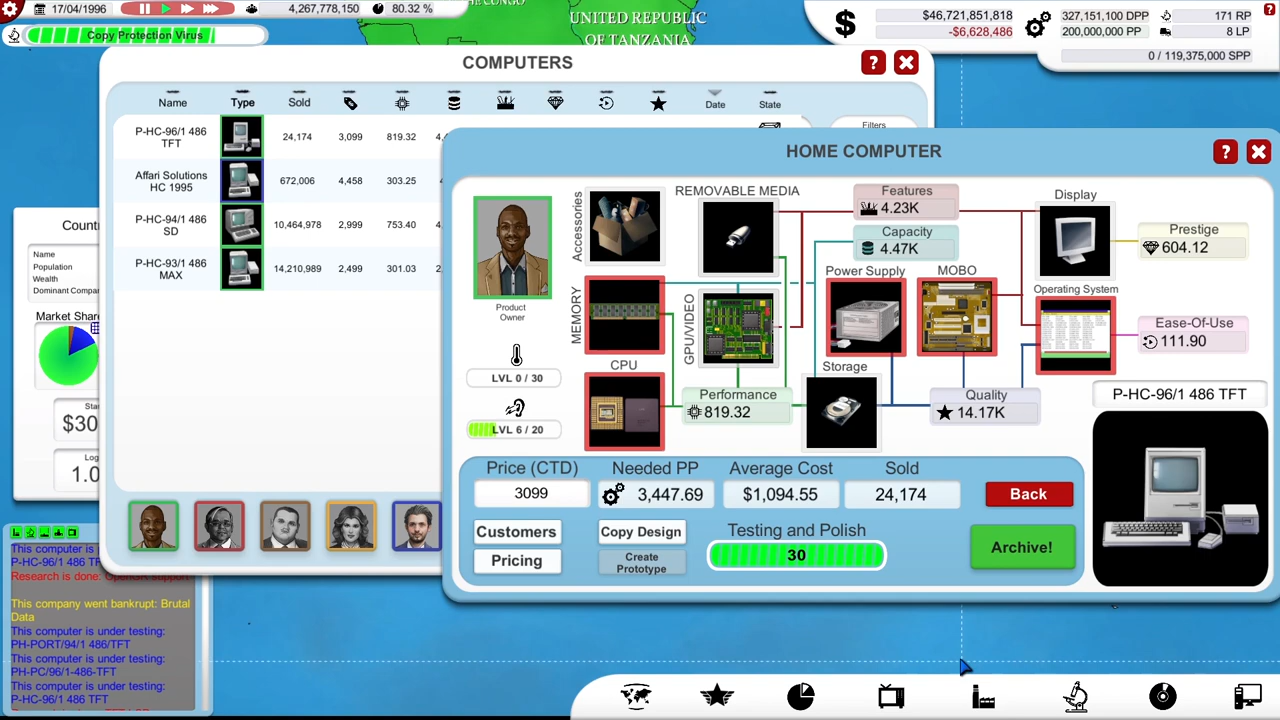 17/04/1996
4,267,778,150
80.32 %
THE CONGO
UNITED REPUBLIC
OF TANZANIA
$
$46,721,851,818
-$6,628,486
327,151,100 DPP
200,000,000 PP
171 RP
8 LP
0 / 119,375,000 SPP
?
Copy Protection Virus
COMPUTERS
?
Name
Type
Sold
Date
State
Filters
P-HC-96/1 486
TFT
24,174
3,099
819.32
Affari Solutions
HC 1995
672,006
4,458
303.25
P-HC-94/1 486
SD
10,464,978
2,999
753.40
P-HC-93/1 486
MAX
14,210,989
2,499
301.03
Name
Population
Wealth
Dominant Compa
Market Share
$30
1.0
HOME COMPUTER
?
Product
Owner
LVL 0 / 30
LVL 6 / 20
Accessories
REMOVABLE MEDIA
Features
4.23K
Capacity
4.47K
Display
Prestige
604.12
MEMORY
GPU/VIDEO
Power Supply
MOBO
Operating System
Ease-Of-Use
111.90
CPU
Performance
819.32
Storage
Quality
14.17K
P-HC-96/1 486 TFT
Price (CTD)
Needed PP
Average Cost
Sold
3099
3,447.69
$1,094.55
24,174
Back
Customers
Copy Design
Testing and Polish
Pricing
Create
Prototype
30
Archive!
This computer is
P-HC-96/1 486 TF
Research is done: OpenGR support
This company went bankrupt: Brutal
Data
This computer is under testing:
PH-PORT/94/1 486/TFT
This computer is under testing:
PH-PC/96/1-486-TFT
This computer is under testing:
P-HC-96/1 486 TFT